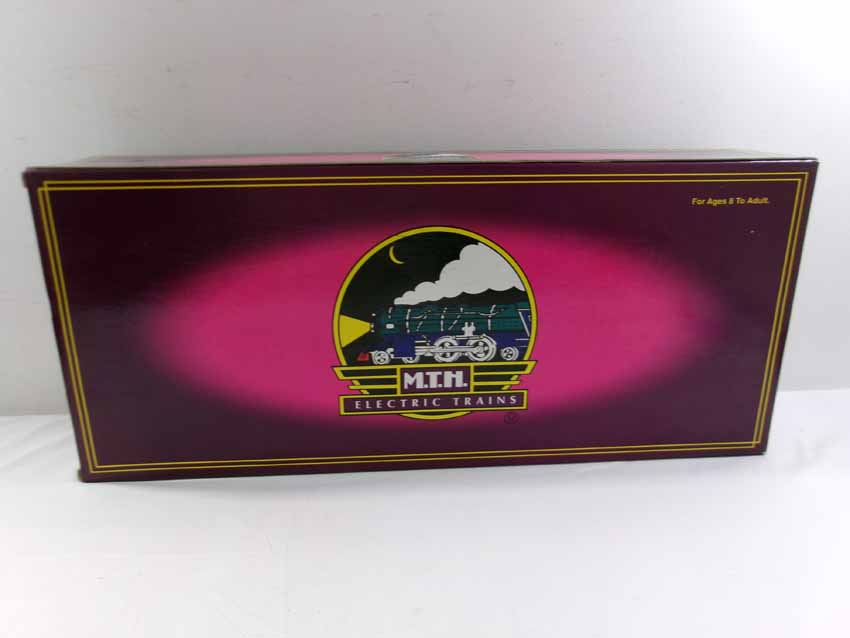 For Ages 8 To Adult.
M.T.H.
ELECTRIC TRAINS